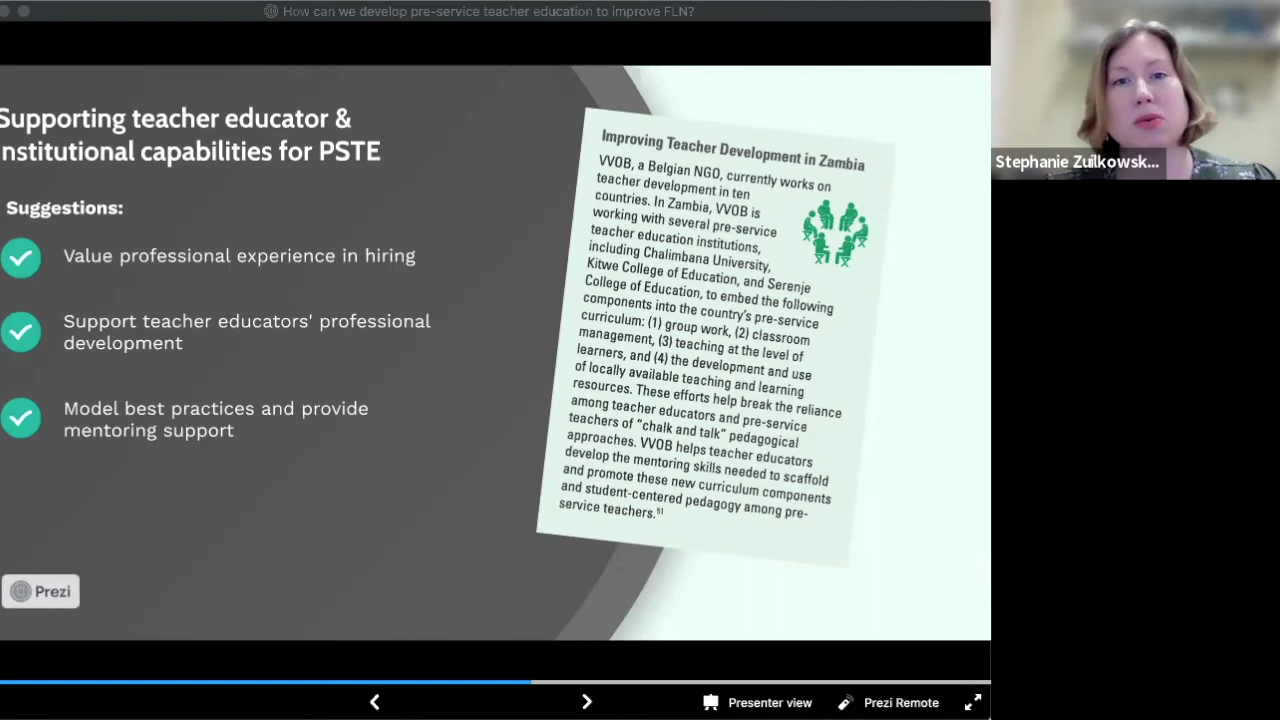 How can we develop pre-service teacher education to improve FLN?
Supporting teacher educator &
institutional capabilities for PSTE
Suggestions:
Value professional experience in hiring
Support teacher educators' professional
development
Model best practices and provide
mentoring support
Prezi
Improving Teacher Development in Zambia
VVOB, a Belgian NGO, currently works on
teacher development in ten
countries. In Zambia, VVOB is
working with several pre-service
teacher education institutions,
including Chalimbana University,
Kitwe College of Education, and Serenje
College of Education, to embed the following
components into the country's pre-service
curriculum: (1) group work, (2) classroom
management, (3) teaching at the level of
learners, and (4) the development and use
of locally available teaching and learning
resources. These efforts help break the reliance
among teacher educators and pre-service
teachers of “chalk and talk” pedagogical
approaches. VVOB helps teacher educators
develop the mentoring skills needed to scaffold
and promote these new curriculum components
and student-centered pedagogy among pre-
service teachers.51
Stephanie Zuilkowsk...
Presenter view
Prezi Remote